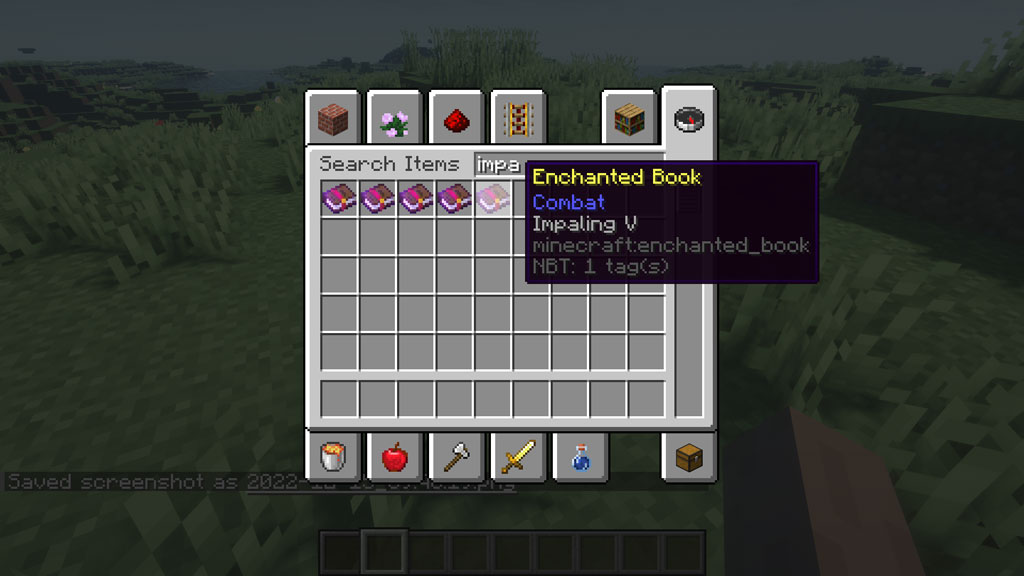 Search Items impa
Enchanted Book
Combat
Impaling V
minecraft:enchanted_book
NBT: 1 tag(s)
Saved screenshot as